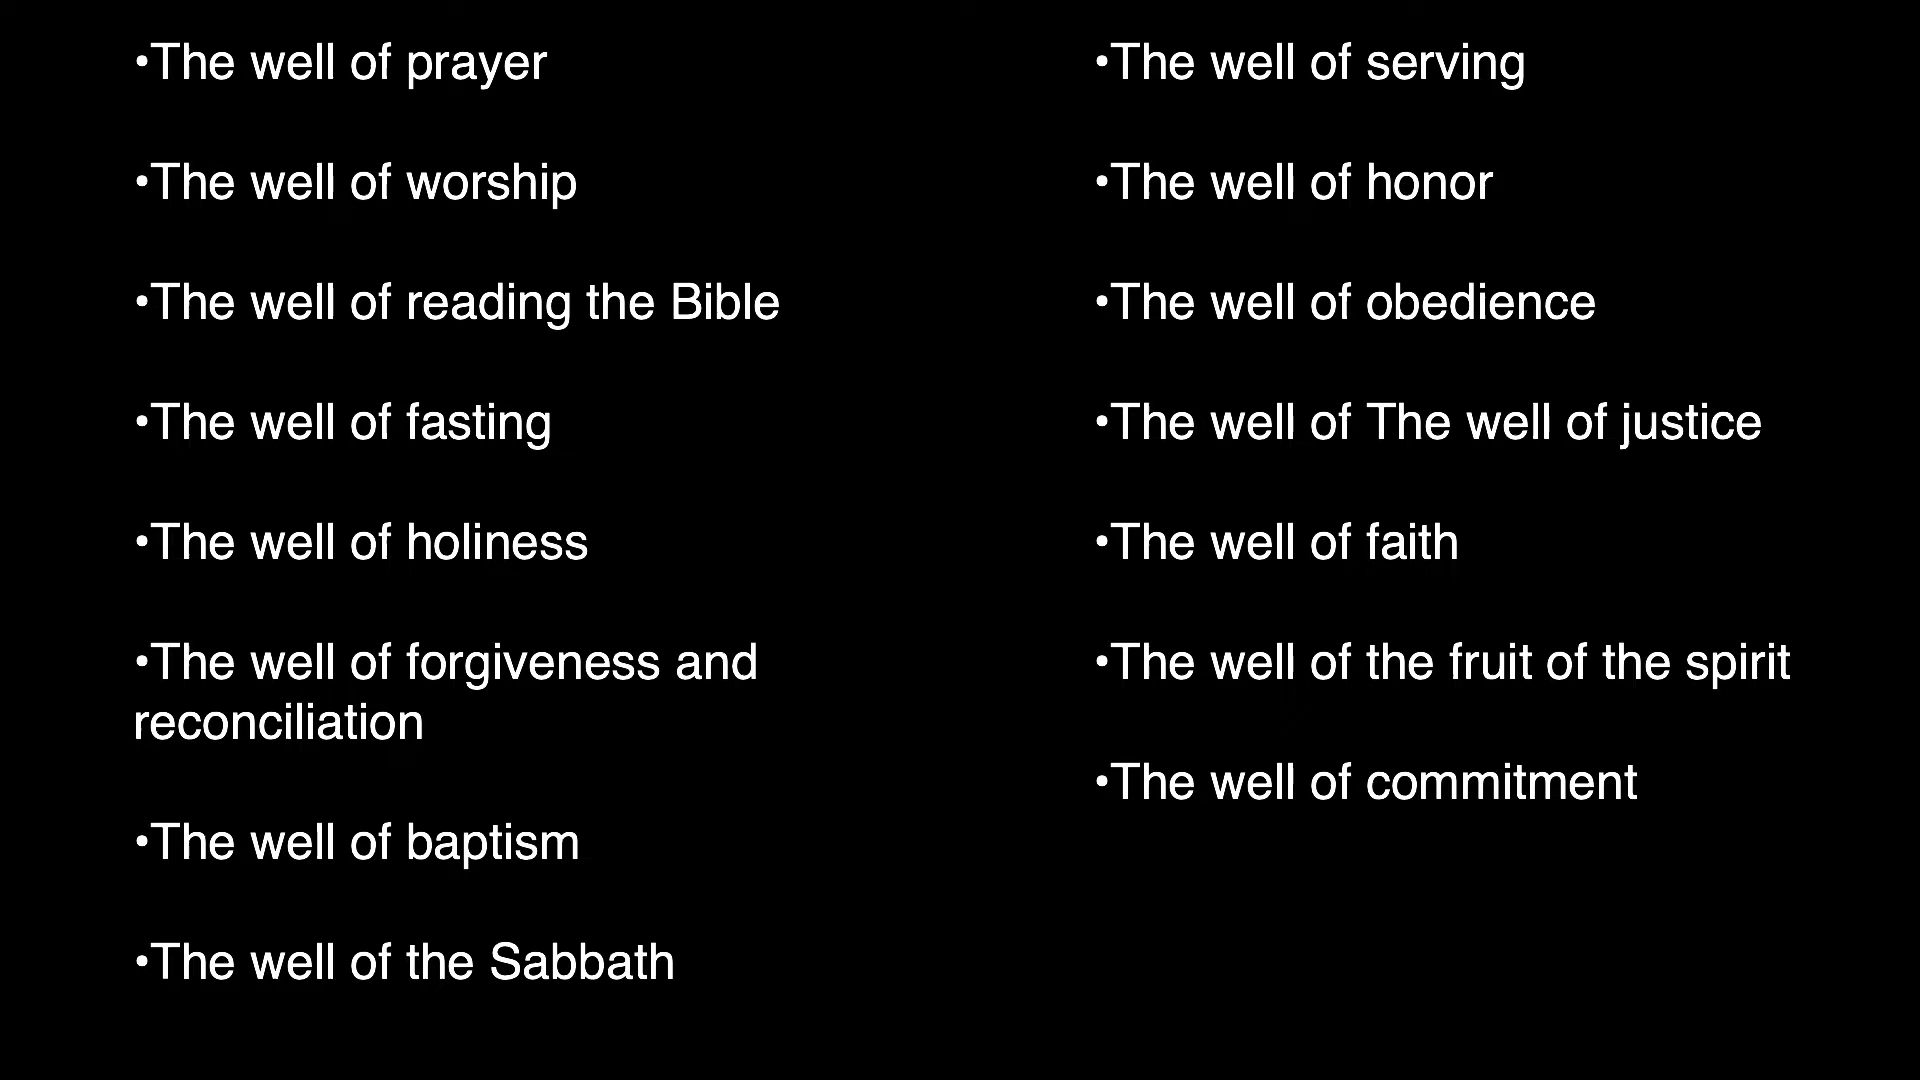 •The well of prayer
•The well of worship
•The well of reading the Bible
•The well of fasting
•The well of holiness
•The well of forgiveness and
reconciliation
•The well of baptism
•The well of the Sabbath
•The well of serving
•The well of honor
•The well of obedience
•The well of The well of justice
•The well of faith
•The well of the fruit of the spirit
•The well of commitment